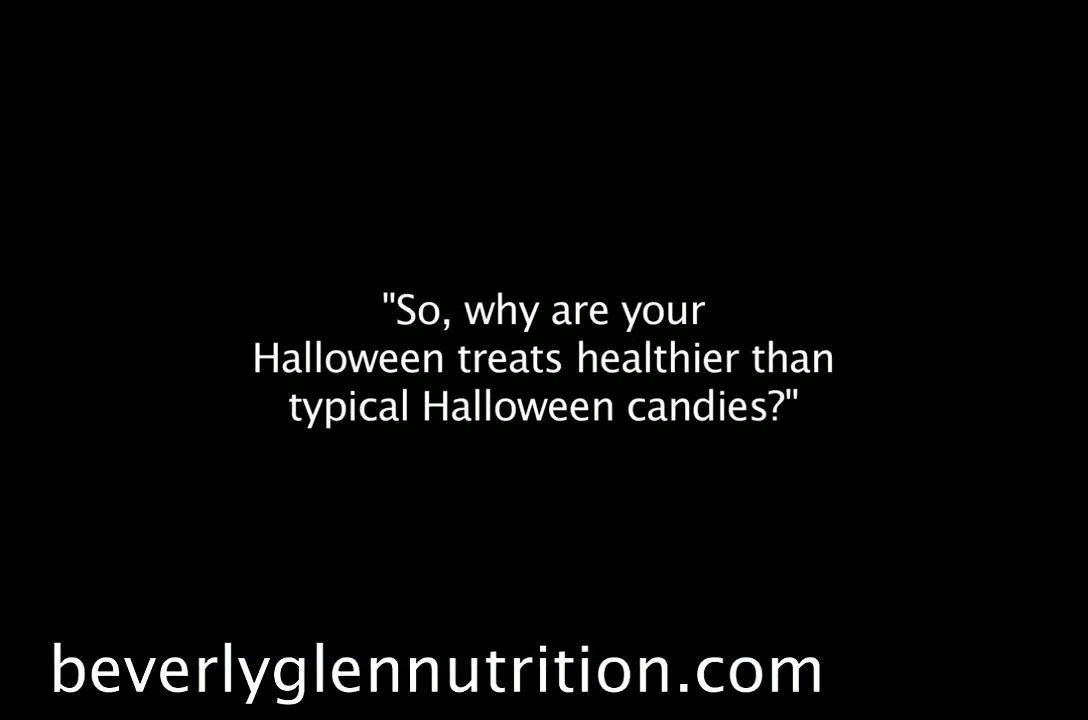 "So, why are your
Halloween treats healthier than
typical Halloween candies?"
beverlyglennutrition.com